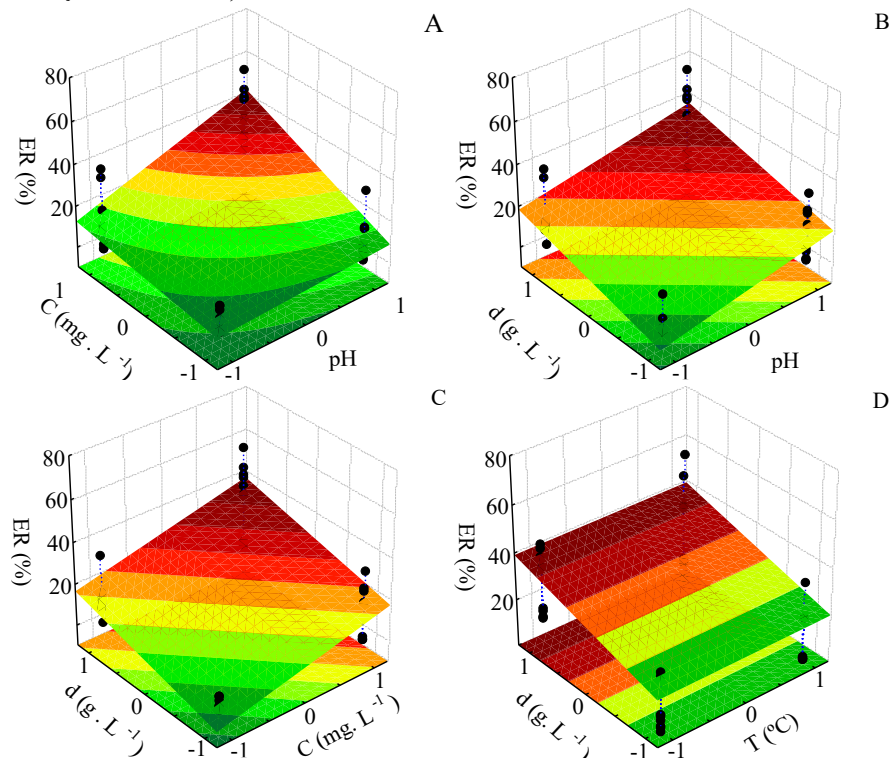 A
80
60
40
20
ER (%)
1
0
-1
C (mg . L -1)
-1
0
1
pH
B
80
60
40
20
ER (%)
1
0
-1
d (g . L -1)
-1
0
1
pH
C
80
60
40
20
ER (%)
1
0
-1
d (g . L -1)
-1
0
1
C (mg. L -1)
D
80
60
40
20
ER (%)
1
0
-1
d (g. L -1)
-1
0
1
T (ºC)